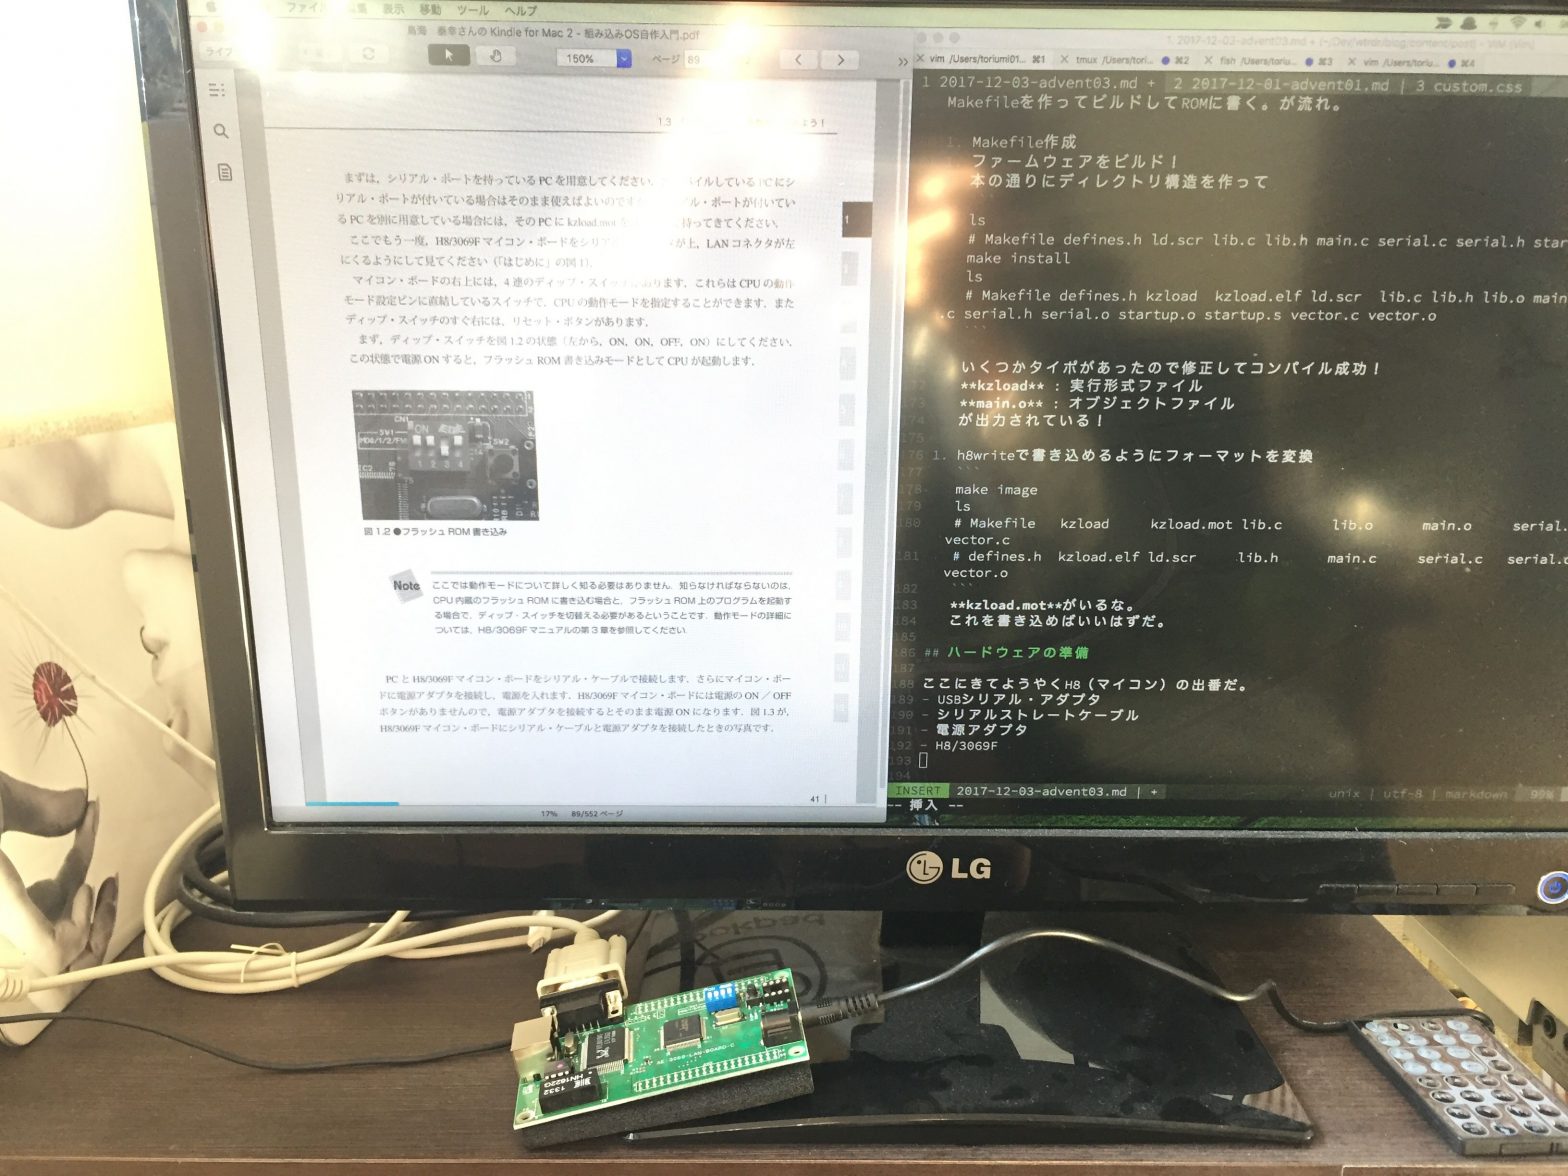 ファイル 表示 移動 ツール ヘルプ
鳥海 泰幸さんの Kindle for Mac 2 - 組み込みOS自作入門.pdf
ライブ
150%
ページ 89
まずは，シリアル・ポートを持っているPCを用意してください．
リアル・ポートが付いている場合はそのまま使えばよいのですが ル・ポートが付いてい
るPCを別に用意している場合には，そのPCにkzload.motを 持ってきてください．
ここでもう一度，H8/3069Fマイコン・ボードをシリア が上，LANコネクタが左
にくるようにして見てください（「はじめに」の図1）．
マイコン・ボードの右上には，4連のディップ・スイッチがあります．これらはCPUの動作
モード設定ピンに直結しているスイッチで，CPUの動作モードを指定することができます．また
ディップ・スイッチのすぐ右には，リセット・ボタンがあります．
まず，ディップ・スイッチを図1.2の状態（左から，ON，ON，OFF，ON）にしてください．
この状態で電源ONすると，フラッシュROM書き込みモードとしてCPUが起動します．
図1.2●フラッシュROM書き込み
Note
ここでは動作モードについて詳しく知る必要はありません．知らなければならないのは，
CPU内蔵のフラッシュROMに書き込む場合と，フラッシュROM上のプログラムを起動す
る場合で，ディップ・スイッチを切替える必要があるということです．動作モードの詳細に
ついては，H8/3069Fマニュアルの第3章を参照してください
PCとH8/3069Fマイコン・ボードをシリアル・ケーブルで接続します．さらにマイコン・ボー
ドに電源アダプタを接続し，電源を入れます．H8/3069Fマイコン・ボードには電源のON／OFF
ボタンがありませんので，電源アダプタを接続するとそのまま電源ONになります．図1.3が，
H8/3069Fマイコン・ボードにシリアル・ケーブルと電源アダプタを接続したときの写真です．
41
17% 89/552 ページ
1. 2017-12-03-advent03.md +
vim /Users/toriumi01... ⌘1 tmux /Users/toriu... ⌘2 fish /Users/torium... ⌘3 vim /Users/torium... ⌘4
1 2017-12-03-advent03.md + 2 2017-12-01-advent01.md | 3 custom.css
Makefileを作ってビルドしてROMに書く。が流れ。
1. Makefile作成
ファームウェアをビルド！
本の通りにディレクトリ構造を作って
ls
# Makefile defines.h ld.scr lib.c lib.h main.c serial.c serial.h
make install
ls
# Makefile defines.h kzload kzload.elf ld.scr lib.c lib.h lib.o main
.c serial.h serial.o startup.o startup.s vector.c vector.o
いくつかタイポがあったので修正してコンパイル成功！
**kzload** : 実行形式ファイル
**main.o** : オブジェクトファイル
が出力されている！
1. h8writeで書き込めるようにフォーマットを変換
make image
ls
# Makefile kzload kzload.mot lib.c lib.o main.o serial.
vector.c
# defines.h kzload.elf ld.scr lib.h main.c serial.c serial.o
vector.o
**kzload.mot**がいるな。
これを書き込めばいいはずだ。
## ハードウェアの準備
ここにきてようやくH8（マイコン）の出番だ。
- USBシリアル・アダプタ
- シリアルストレートケーブル
- 電源アダプタ
- H8/3069F
INSERT 2017-12-03-advent03.md | + unix | utf-8 | markdown 99%
-- 挿入 --
LG